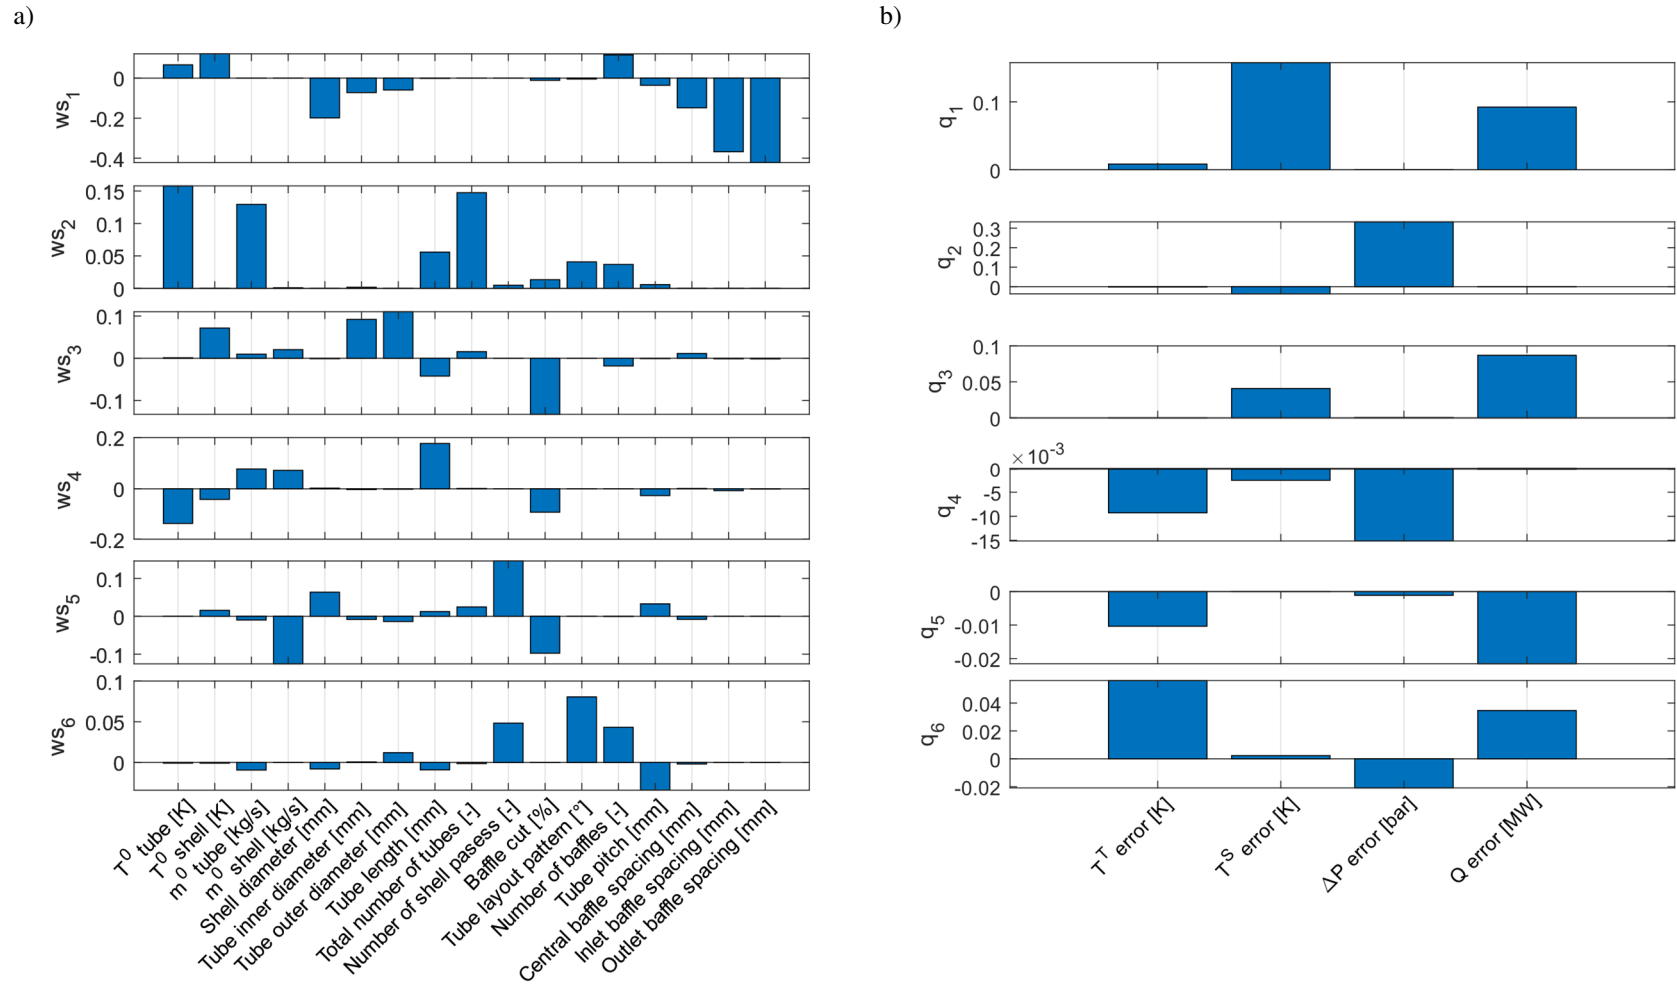 a)
ws1
0
-0.2
-0.4
ws2
0.15
0.1
0.05
0
ws3
0.1
0
-0.1
ws4
0.2
0
-0.2
ws5
0.1
0
-0.1
ws6
0.1
0.05
0
T0 tube [K]
T0 shell [K]
m0 tube [kg/s]
m0 shell [kg/s]
Shell diameter [mm]
Tube inner diameter [mm]
Tube outer diameter [mm]
Tube length [mm]
Total number of tubes [-]
Number of shell pasess [-]
Baffle cut [%]
Tube layout pattern [°]
Number of baffles [-]
Tube pitch [mm]
Central baffle spacing [mm]
Inlet baffle spacing [mm]
Outlet baffle spacing [mm]
b)
q1
0.1
0
q2
0.3
0.2
0.1
0
q3
0.1
0.05
0
×10-3
q4
0
-5
-10
-15
q5
0
-0.01
-0.02
q6
0.04
0.02
0
-0.02
TT error [K]
TS error [K]
ΔP error [bar]
Q error [MW]